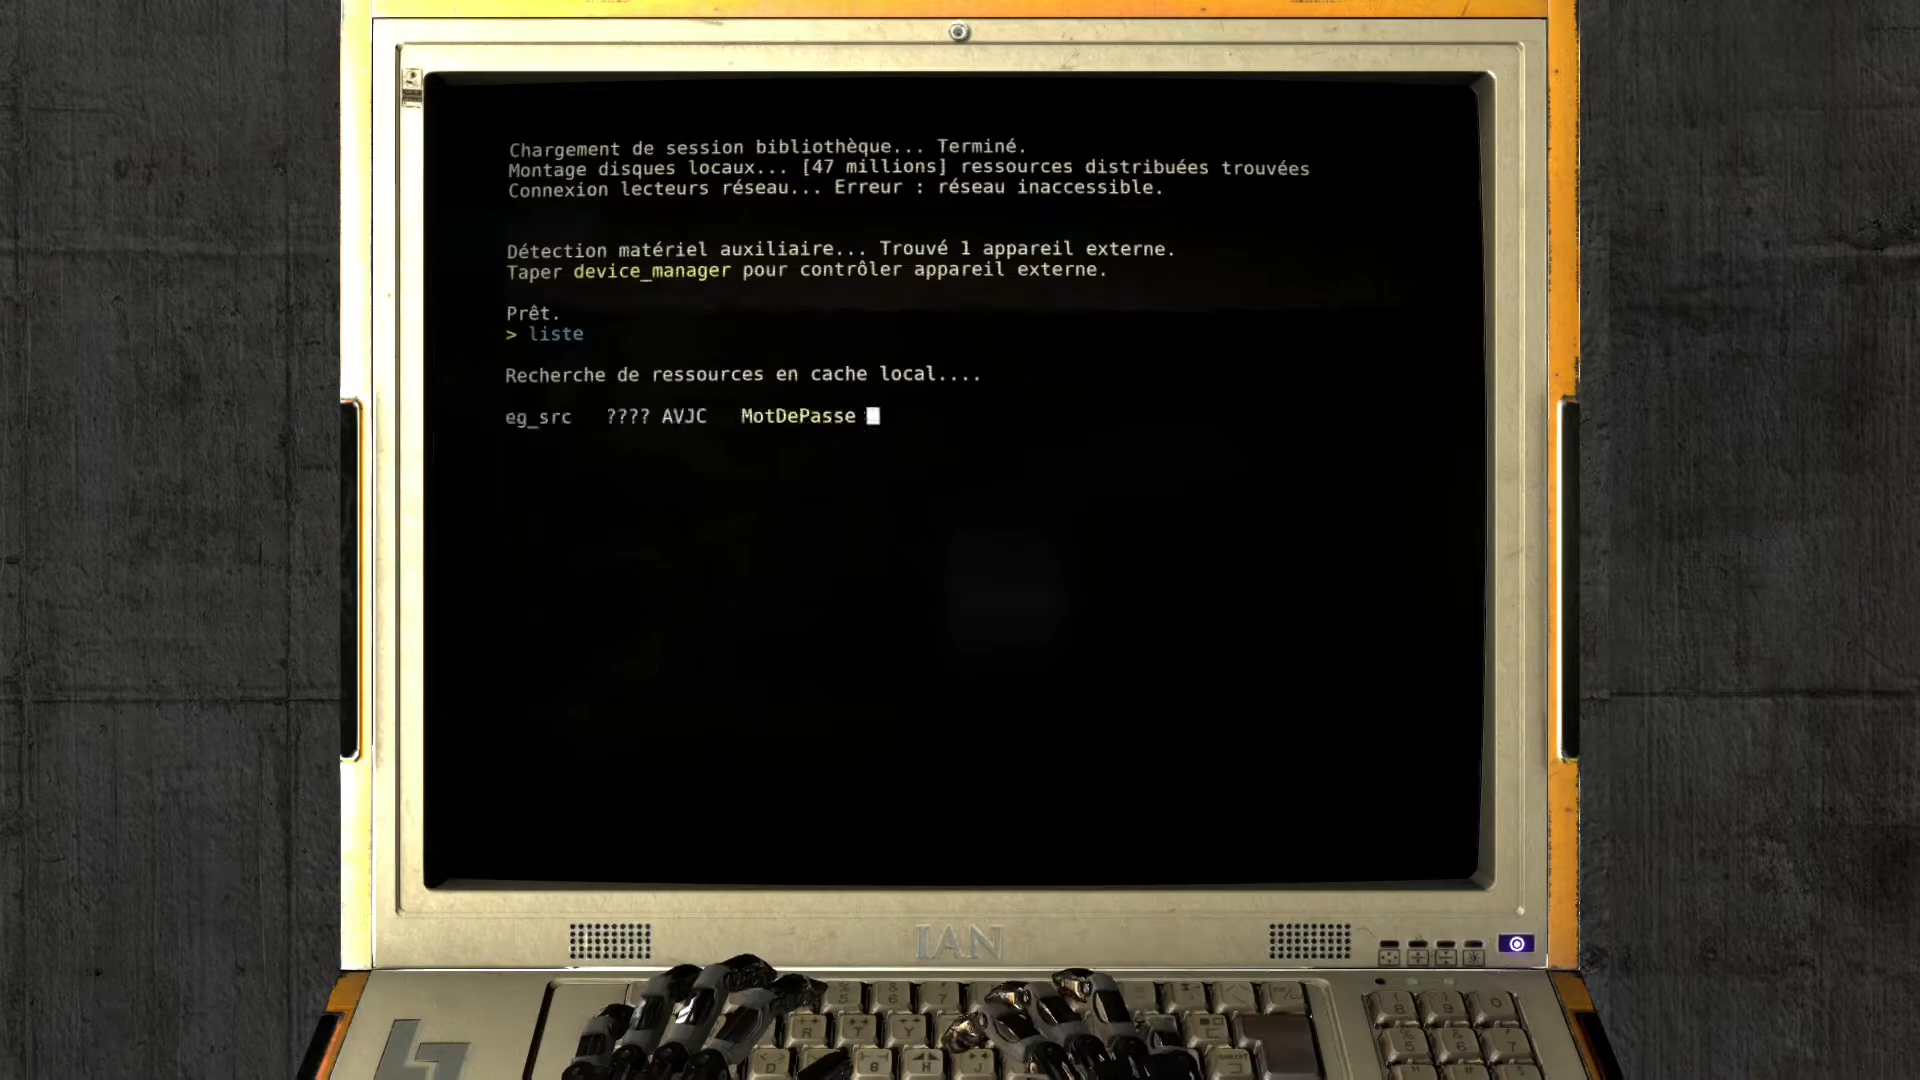 Chargement de session bibliothèque... Terminé.
Montage disques locaux... [47 millions] ressources distribuées trouvées
Connexion lecteurs réseau... Erreur : réseau inaccessible.
Détection matériel auxiliaire... Trouvé 1 appareil externe.
Taper device_manager pour contrôler appareil externe.
Prêt.
> liste
Recherche de ressources en cache local....
eg_src ???? AVJC MotDePasse
IAN